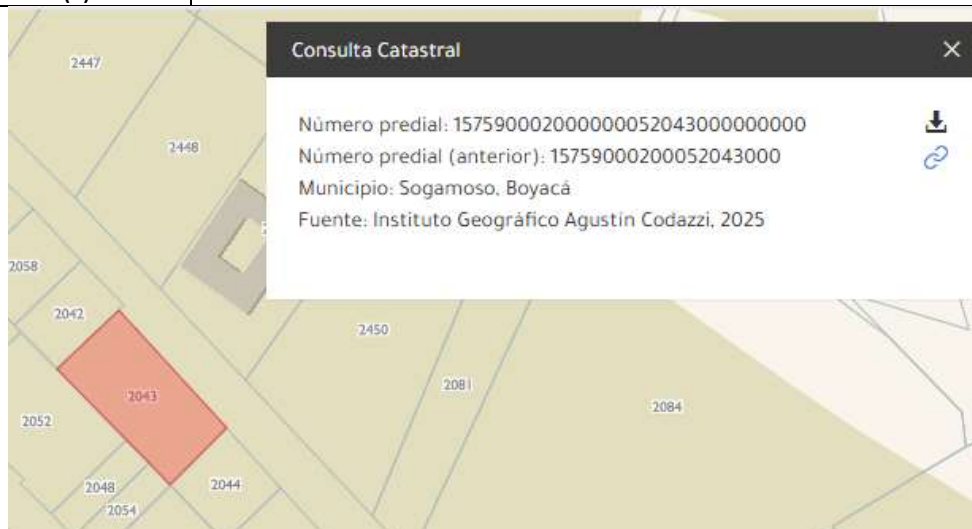 Consulta Catastral
2447
Número predial: 157590002000000052043000000000
Número predial (anterior): 15759000200052043000
2448
Municipio: Sogamoso, Boyacá
Fuente: Instituto Geográfico Agustín Codazzi, 2025
2058
2042
2450
2081
2043
2084
2052
2048
2044
2054